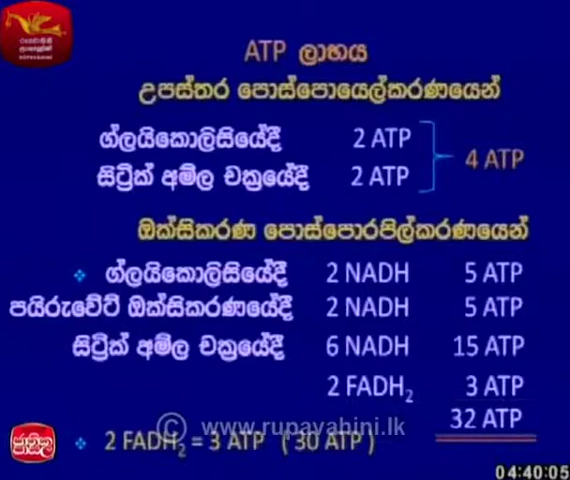 ATP ලාභය
උපස්තර පොස්පොයෙල්කරණයෙන්
ග්ලයිකොලිසියේදී 2 ATP
4 ATP
සිට්‍රික් අම්ල චක්‍රයේදී 2 ATP
ඔක්සිකරණ පොස්පොරපිල්කරණයෙන්
❖ ග්ලයිකොලිසියේදී 2 NADH 5 ATP
පයිරුවේට් ඔක්සිකරණයේදී 2 NADH 5 ATP
සිට්‍රික් අම්ල චක්‍රයේදී 6 NADH 15 ATP
2 FADH₂ 3 ATP
32 ATP
© www.rupavahini.lk
ජාතික
❖ 2 FADH₂ = 3 ATP ( 30 ATP )
04:40:05